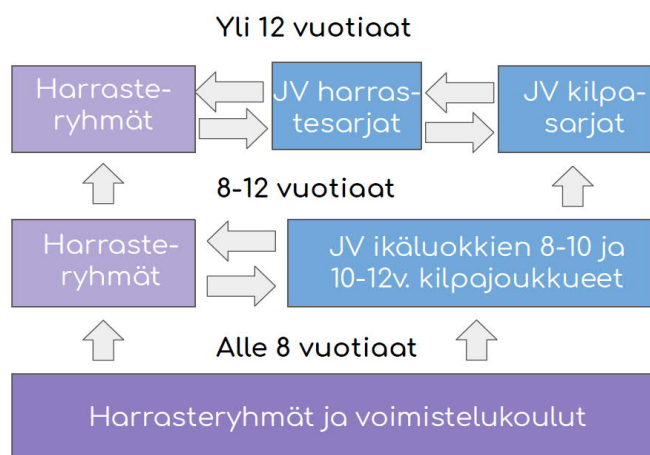 Yli 12 vuotiaat
Harraste-
ryhmät
JV harras-
tesarjat
JV kilpa-
sarjat
8-12 vuotiaat
Harraste-
ryhmät
JV ikäluokkien 8-10 ja
10-12v. kilpajoukkueet
Alle 8 vuotiaat
Harrasteryhmät ja voimistelukoulut